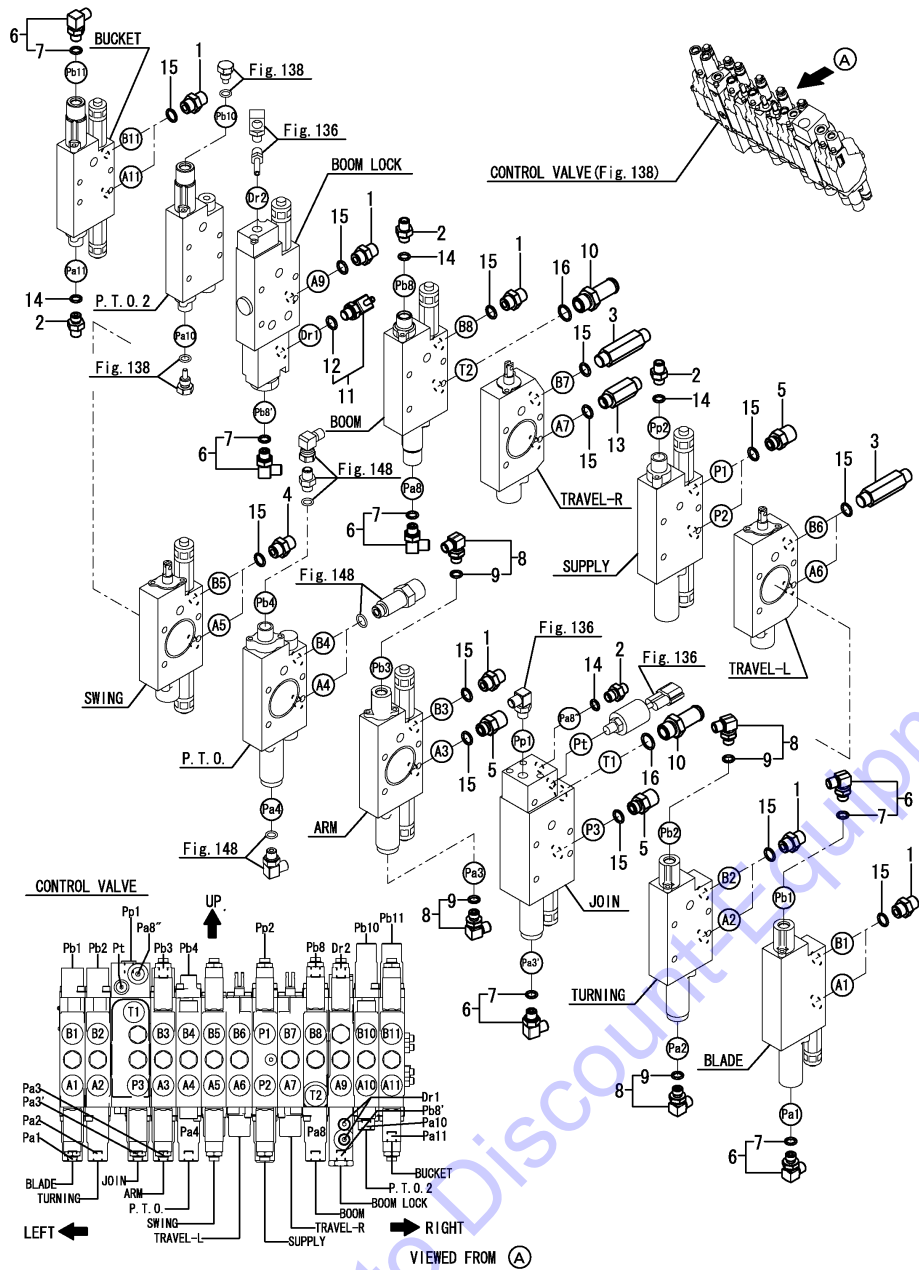 6
7
BUCKET
Pb11
15
1
Fig. 138
Pb10
Fig. 136
A
CONTROL VALVE(Fig. 138)
BOOM LOCK
B11
A11
Dr2
15
1
2
14
Pa11
14
2
P. T. O. 2
Pa10
Fig. 138
A9
Dr1
12
11
Pb8
15
1
B8
T2
16
10
15
3
B7
A7
15
13
2
14
Pp2
15
5
P1
P2
15
3
B6
A6
Pb8'
7
6
BOOM
Fig. 148
Pa8
7
6
TRAVEL-R
SUPPLY
TRAVEL-L
15
4
B5
A5
SWING
Pb4
Fig. 148
B4
A4
P. T. O.
Pa4
Fig. 148
8
9
Pb3
15
1
B3
A3
15
5
ARM
Pa3
9
8
Fig. 136
Pp1
14
2
Fig. 136
Pa8"
Pt
T1
16
10
P3
15
5
JOIN
Pa3'
7
6
8
9
Pb2
15
1
B2
A2
TURNING
Pa2
9
8
6
7
Pb1
15
1
B1
A1
BLADE
Pa1
7
6
CONTROL VALVE
UP
Pb1 Pb2 Pt Pp1 Pa8" Pb3 Pb4 Pp2 Pb8 Dr2 Pb10 Pb11
T1
B1 B2 B3 B4 B5 B6 P1 B7 B8 B10 B11
A1 A2 P3 A3 A4 A5 A6 P2 A7 T2 A9 A10 A11
Pa3
Pa3'
Pa2
Pa1
Pa4
Pa8
Dr1
Pb8'
Pa10
Pa11
BLADE
TURNING
JOIN
ARM
P. T. O.
SWING
TRAVEL-L
SUPPLY
TRAVEL-R
BOOM
BOOM LOCK
P. T. O. 2
BUCKET
LEFT
RIGHT
VIEWED FROM A
to Discount-Equipm